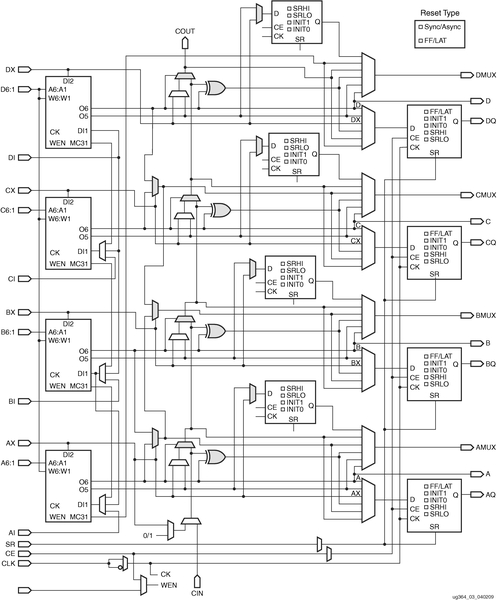 Reset Type
Sync/Async
FF/LAT
COUT
D
CE
CK
SRHI
SRLO
INIT1
INIT0
Q
SR
DX
D6:1
DI2
A6:A1
W6:W1
O6
O5
CK
DI1
WEN MC31
DI
DMUX
D
DX
D
DQ
D
CE
CK
FF/LAT
INIT1
INIT0
SRHI
SRLO
Q
SR
D
CE
CK
SRHI
SRLO
INIT1
INIT0
Q
SR
CX
C6:1
DI2
A6:A1
W6:W1
O6
O5
CK
DI1
WEN MC31
CI
CMUX
C
CX
C
CQ
D
CE
CK
FF/LAT
INIT1
INIT0
SRHI
SRLO
Q
SR
D
CE
CK
SRHI
SRLO
INIT1
INIT0
Q
SR
BX
B6:1
DI2
A6:A1
W6:W1
O6
O5
CK
DI1
WEN MC31
BI
BMUX
B
BX
B
BQ
D
CE
CK
FF/LAT
INIT1
INIT0
SRHI
SRLO
Q
SR
D
CE
CK
SRHI
SRLO
INIT1
INIT0
Q
SR
AX
A6:1
DI2
A6:A1
W6:W1
O6
O5
CK
DI1
WEN MC31
AI
AMUX
A
AX
A
AQ
D
CE
CK
FF/LAT
INIT1
INIT0
SRHI
SRLO
Q
SR
0/1
SR
CE
CLK
CK
WEN
CIN
ug364_03_040209